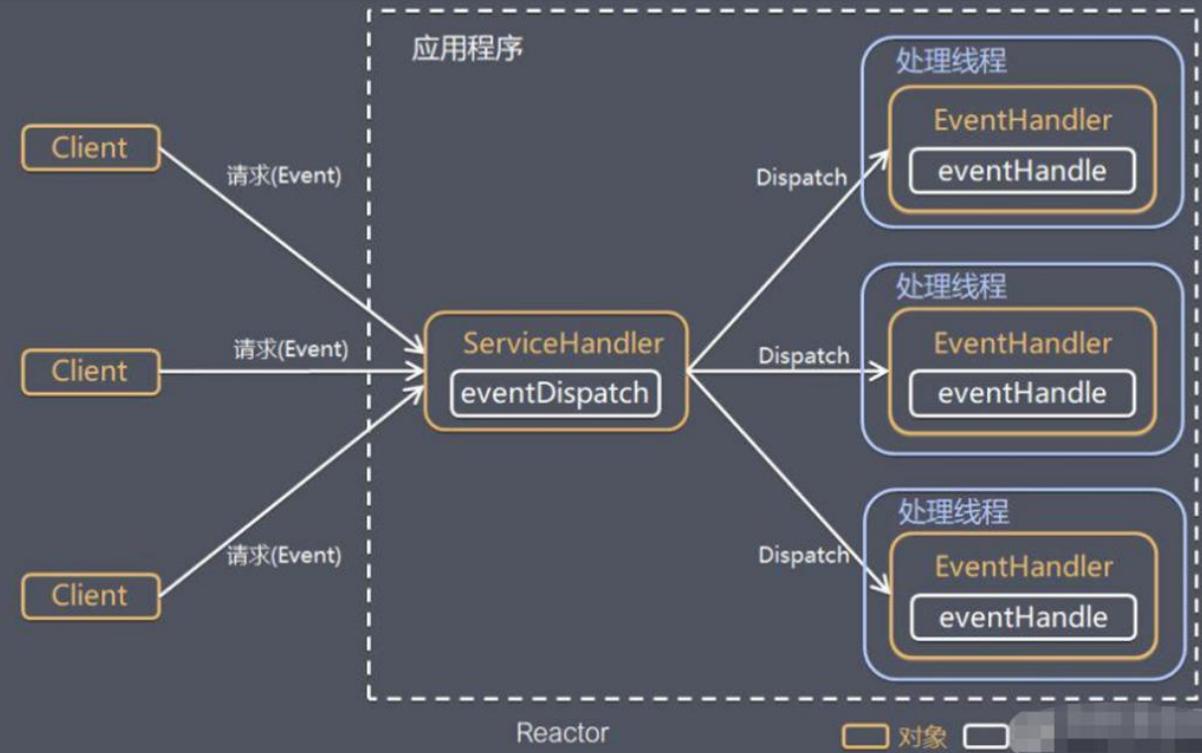 应用程序
处理线程
EventHandler
eventHandle
Client
请求(Event)
Dispatch
处理线程
EventHandler
eventHandle
Client
请求(Event)
ServiceHandler
eventDispatch
Dispatch
处理线程
EventHandler
eventHandle
Client
请求(Event)
Dispatch
Reactor
对象